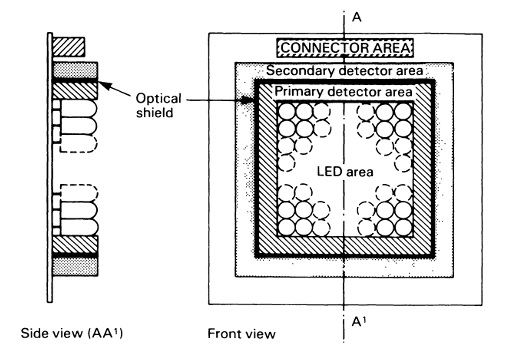 A
CONNECTOR AREA
Secondary detector area
Primary detector area
Optical
shield
LED area
A¹
Side view (AA¹)
Front view